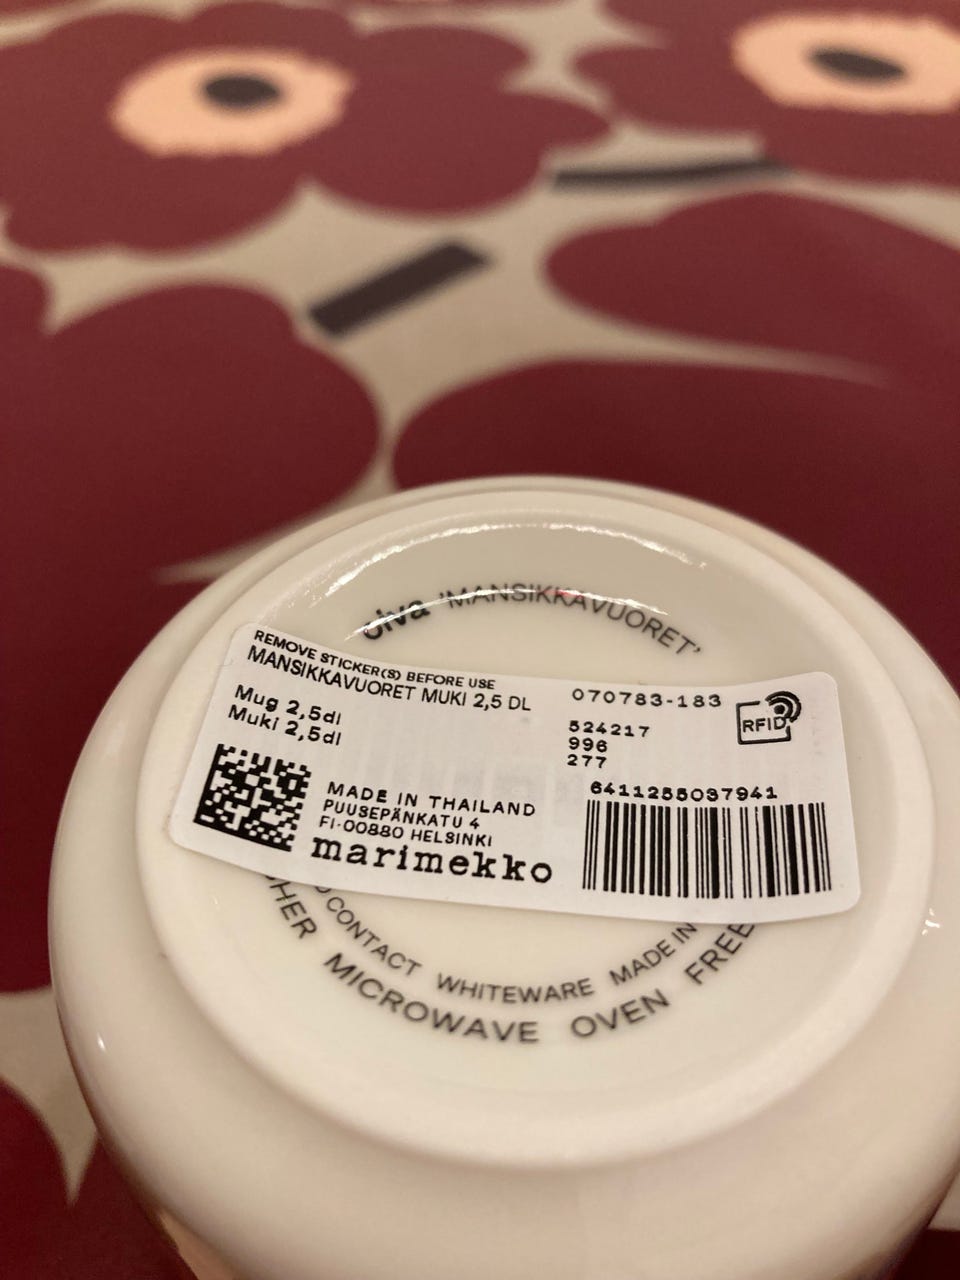 oiva 'MANSIKKAVUORET'
REMOVE STICKER(S) BEFORE USE
MANSIKKAVUORET MUKI 2,5 DL
070783-183
Mug 2,5dl
Muki 2,5dl
524217
996
277
RFID
6411255037941
MADE IN THAILAND
PUUSEPÄNKATU 4
FI-00880 HELSINKI
marimekko
CONTACT WHITEWARE MADE IN
MICROWAVE OVEN